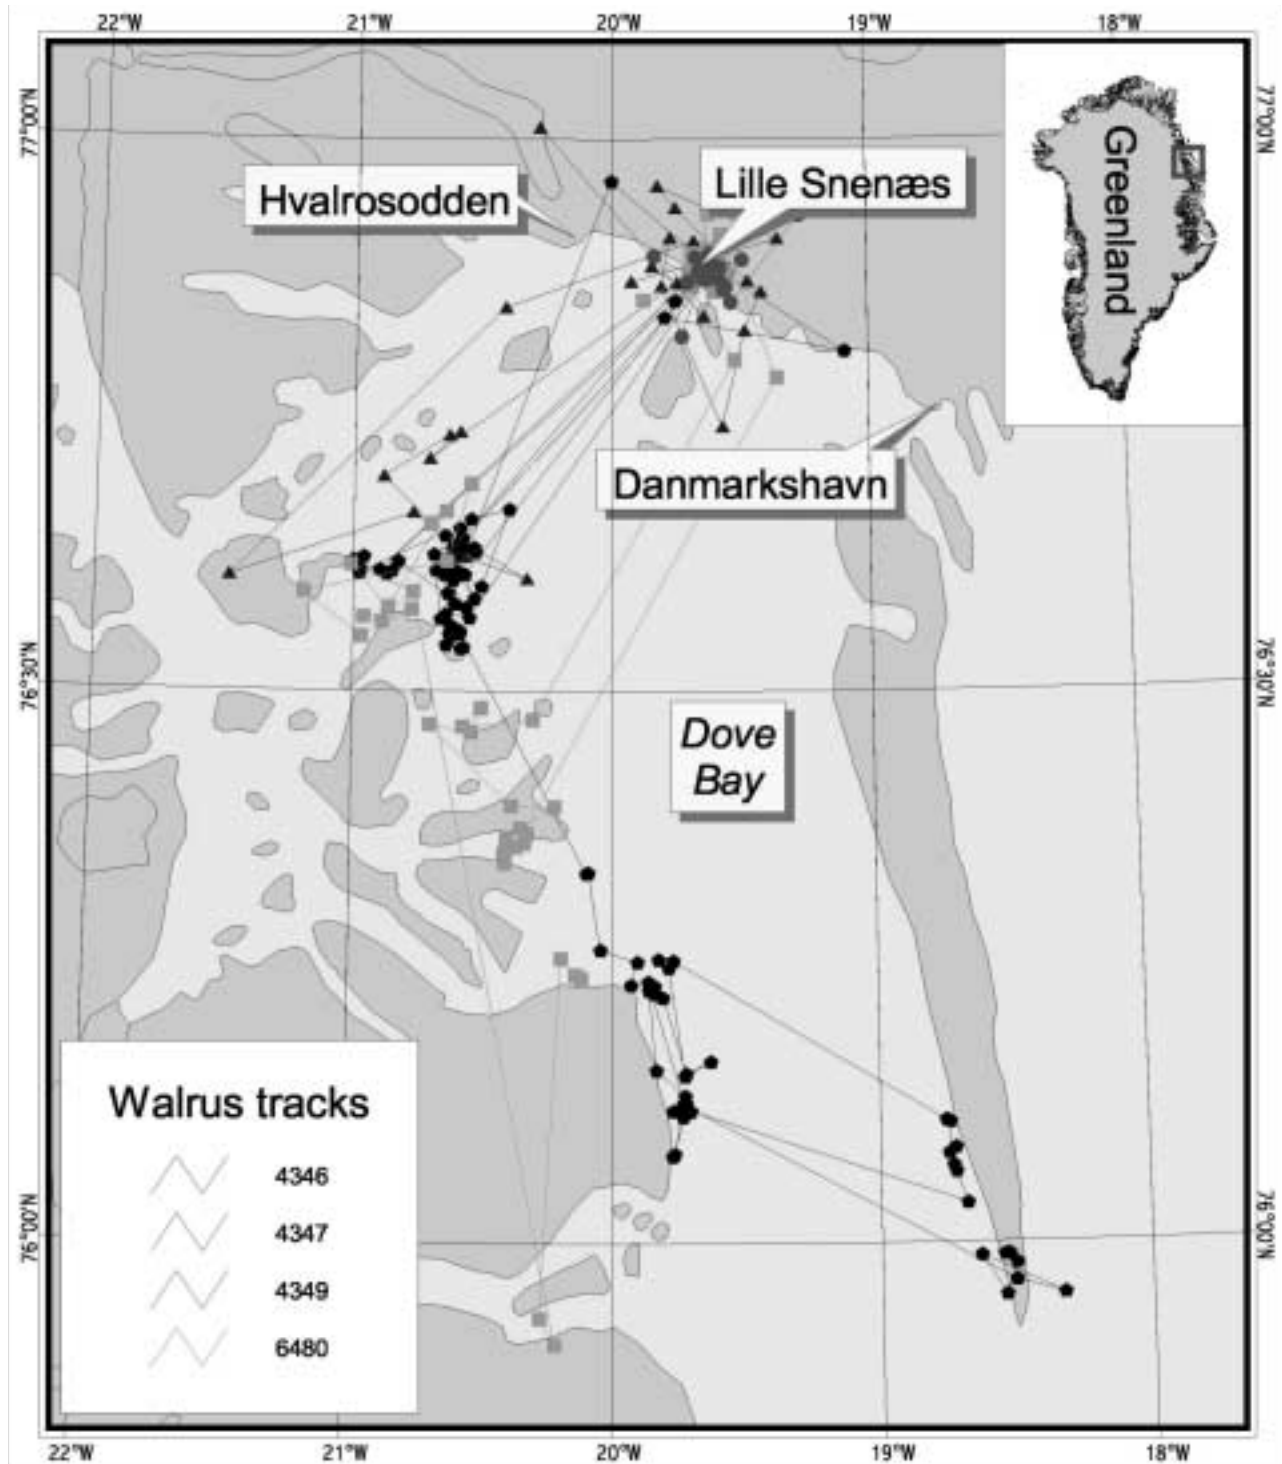 22°W 21°W 20°W 19°W 18°W
77°00'N
77°00'N
Greenland
Hvalrosodden
Lille Snenæs
Danmarkshavn
76°30'N
76°30'N
Dove
Bay
Walrus tracks
4346
4347
4349
6480
76°00'N
76°00'N
22°W 21°W 20°W 19°W 18°W